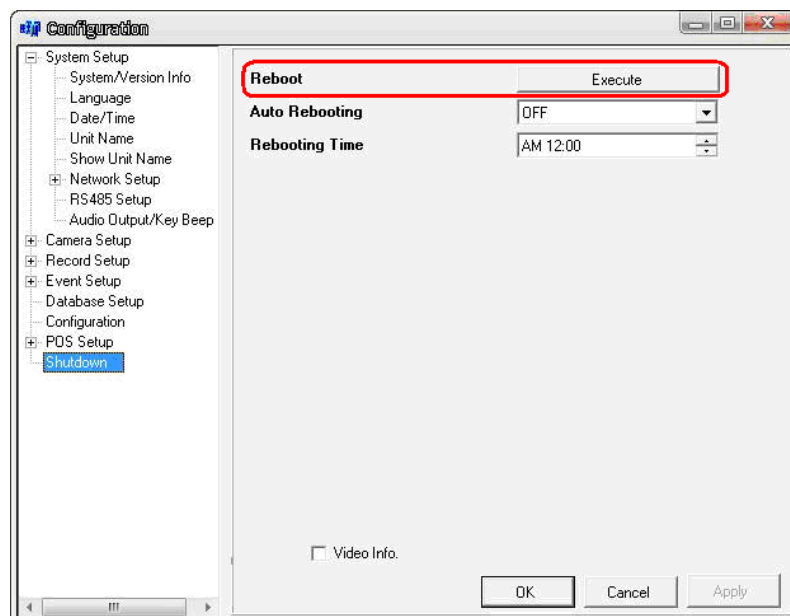 Configuration
System Setup
System/Version Info
Language
Date/Time
Unit Name
Show Unit Name
Network Setup
RS485 Setup
Audio Output/Key Beep
Camera Setup
Record Setup
Event Setup
Database Setup
Configuration
POS Setup
Shutdown
Reboot Execute
Auto Rebooting OFF
Rebooting Time AM 12:00
Video Info.
OK Cancel Apply